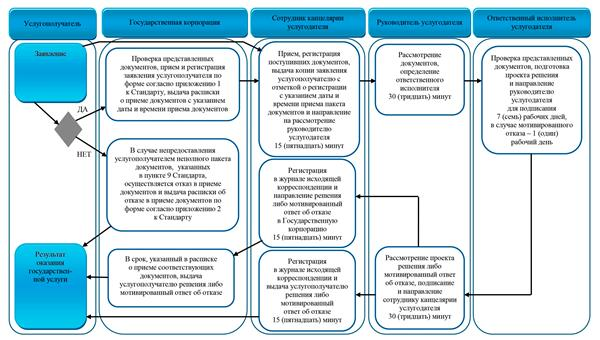 Услугополучатель
Государственная корпорация
Сотрудник канцелярии
услугодателя
Руководитель услугодателя
Ответственный исполнитель
услугодателя
Заявление
ДА
НЕТ
Результат
оказания
государствен-
ной услуги
Проверка представленных
документов, прием и регистрация
заявления услугополучателя по
форме согласно приложению 1
к Стандарту, выдача расписки
о приеме документов с указанием
даты и времени приема документов
В случае непредоставления
услугополучателем неполного пакета
документов, указанных
в пункте 9 Стандарта,
осуществляется отказ в приеме
документов и выдача расписки об
отказе в приеме документов по
форме согласно приложению 2
к Стандарту
В срок, указанный в расписке
о приеме соответствующих
документов, выдача
услугополучателю решения либо
мотивированный ответ об отказе
Прием, регистрация
поступивших документов,
выдача копии заявления
услугополучателю с
отметкой о регистрации
с указанием даты и
времени приема пакета
документов и направление
на рассмотрение
руководителю
услугодателя
15 (пятнадцать) минут
Регистрация
в журнале исходящей
корреспонденции и
направление решения
либо мотивированный
ответ об отказе
в Государственную
корпорацию
15 (пятнадцать) минут
Регистрация
в журнале исходящей
корреспонденции и
выдача услугополучателю
решения либо
мотивированный
ответ об отказе
15 (пятнадцать) минут
Рассмотрение
документов,
определение
ответственного
исполнителя
30 (тридцать) минут
Рассмотрение проекта
решения либо
мотивированный ответ
об отказе, подписание
и направление
сотруднику канцелярии
услугодателя
30 (тридцать) минут
Проверка представленных
документов, подготовка
проекта решения
и направление
руководителю
услугодателя
для подписания
7 (семь) рабочих дней,
в случае мотивированного
отказа – 1 (один)
рабочий день